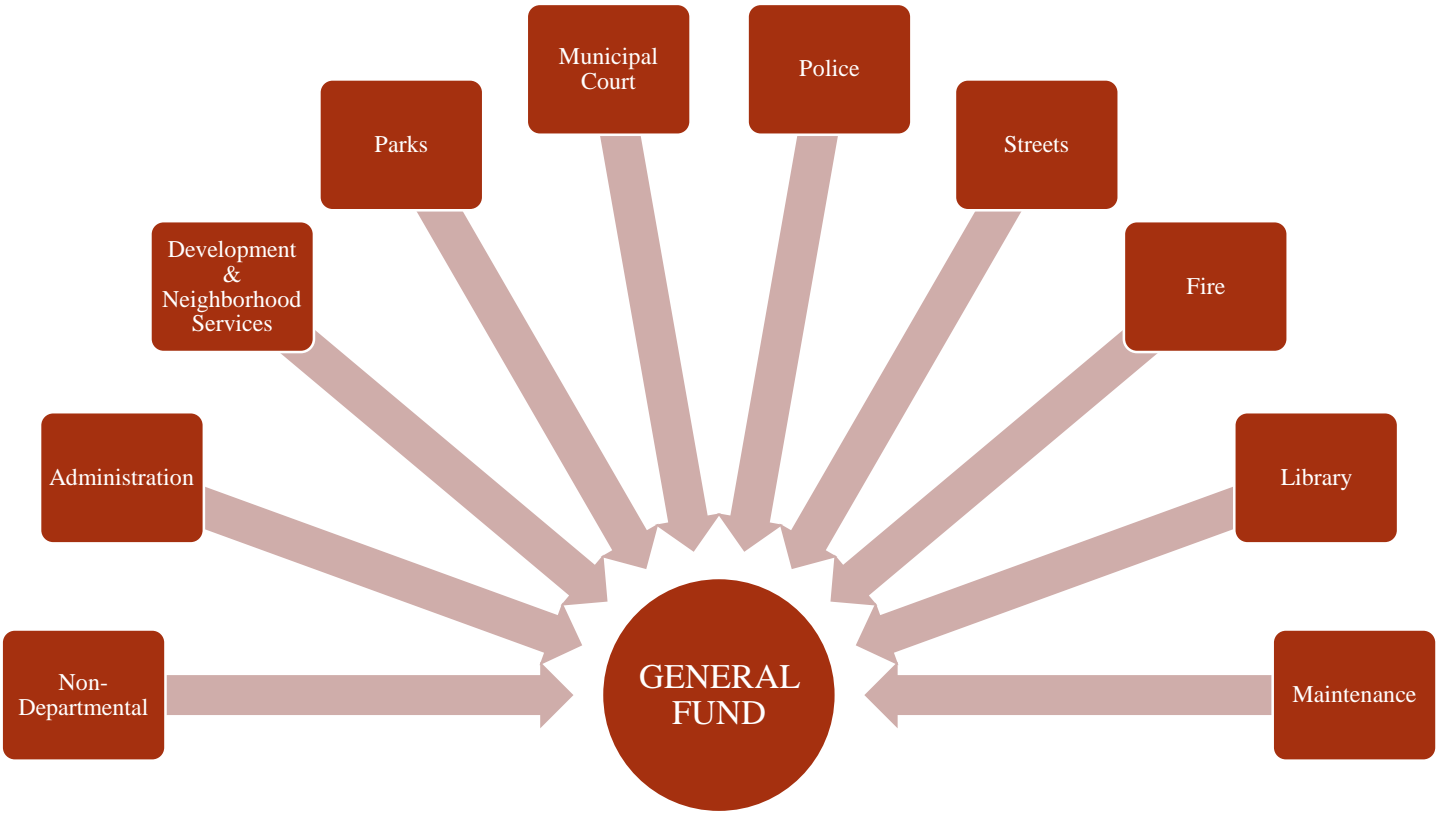 Municipal
Court
Police
Parks
Streets
Development
&
Neighborhood
Services
Fire
Administration
Library
Non-
Departmental
GENERAL
FUND
Maintenance